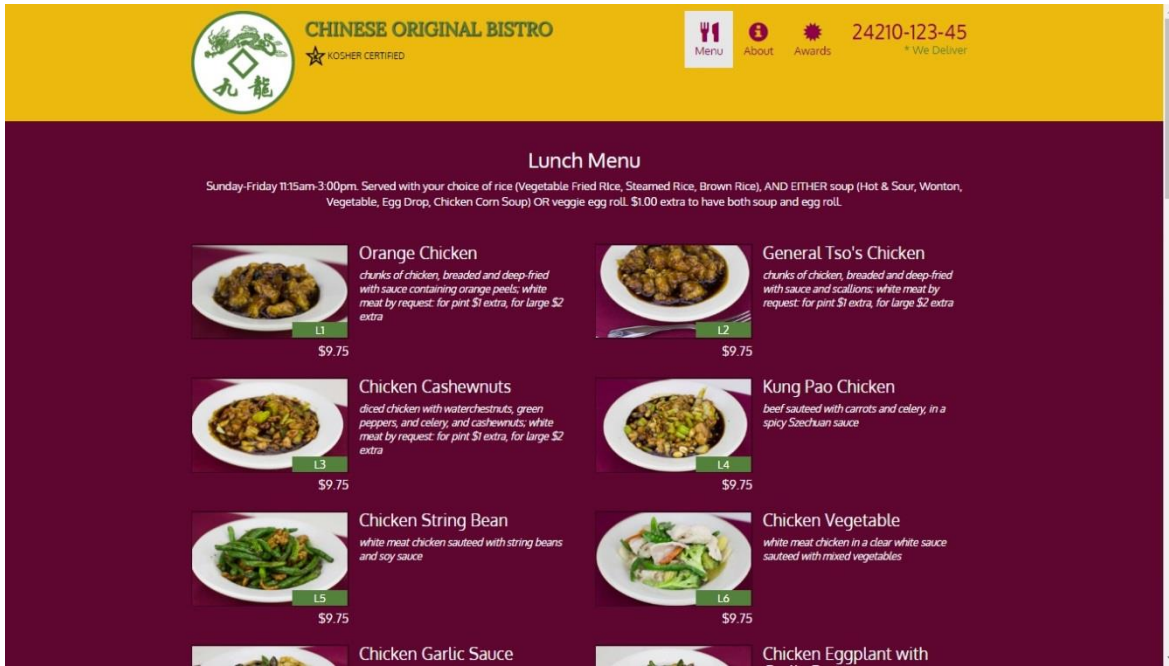 九龍
CHINESE ORIGINAL BISTRO
KOSHER CERTIFIED
Menu
About
Awards
24210-123-45
* We Deliver
Lunch Menu
Sunday-Friday 11:15am-3:00pm. Served with your choice of rice (Vegetable Fried RIce, Steamed Rice, Brown Rice), AND EITHER soup (Hot & Sour, Wonton,
Vegetable, Egg Drop, Chicken Corn Soup) OR veggie egg roll. $1.00 extra to have both soup and egg roll.
Orange Chicken
chunks of chicken, breaded and deep-fried
with sauce containing orange peels; white
meat by request: for pint $1 extra, for large $2
extra
L1
$9.75
General Tso's Chicken
chunks of chicken, breaded and deep-fried
with sauce and scallions; white meat by
request: for pint $1 extra, for large $2 extra
L2
$9.75
Chicken Cashewnuts
diced chicken with waterchestnuts, green
peppers, and celery, and cashewnuts; white
meat by request: for pint $1 extra, for large $2
extra
L3
$9.75
Kung Pao Chicken
beef sauteed with carrots and celery, in a
spicy Szechuan sauce
L4
$9.75
Chicken String Bean
white meat chicken sauteed with string beans
and soy sauce
L5
$9.75
Chicken Vegetable
white meat chicken in a clear white sauce
sauteed with mixed vegetables
L6
$9.75
Chicken Garlic Sauce
Chicken Eggplant with